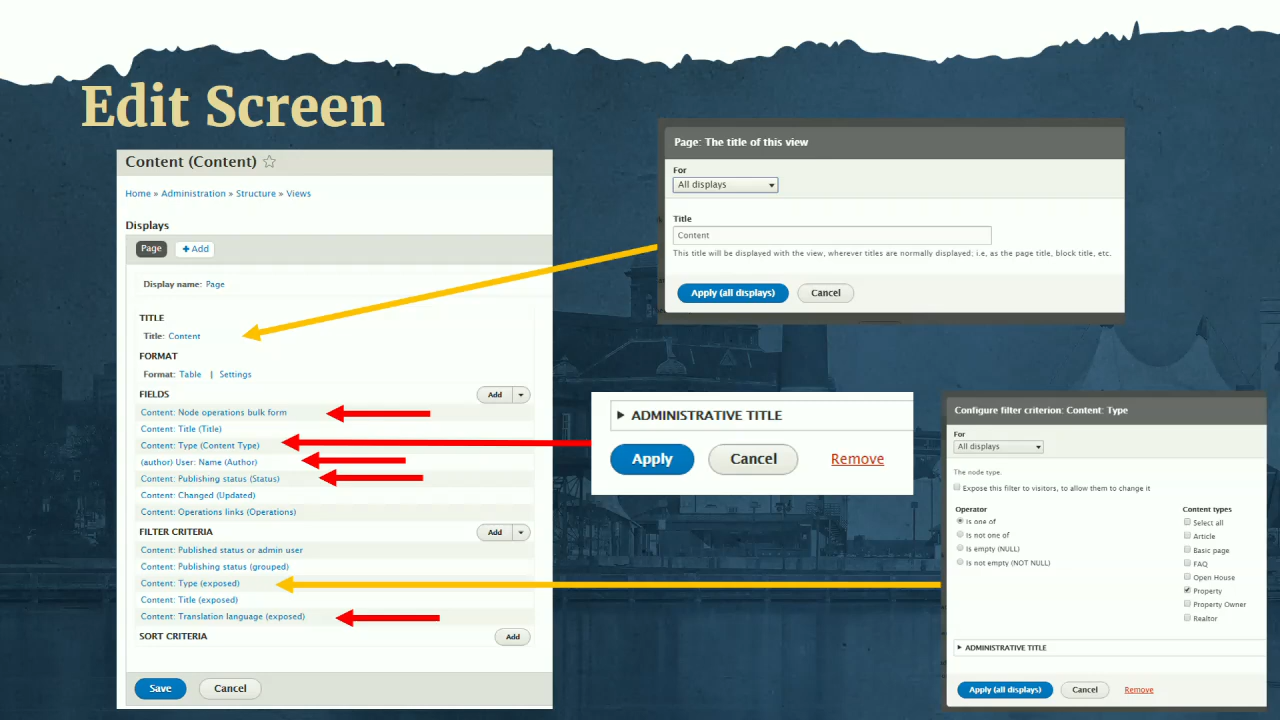 Edit Screen
Content (Content)
Home » Administration » Structure » Views
Displays
Page
+ Add
Display name: Page
TITLE
Title: Content
FORMAT
Format: Table | Settings
FIELDS
Add
Content: Node operations bulk form
Content: Title (Title)
Content: Type (Content Type)
(author) User: Name (Author)
Content: Publishing status (Status)
Content: Changed (Updated)
Content: Operations links (Operations)
FILTER CRITERIA
Add
Content: Published status or admin user
Content: Publishing status (grouped)
Content: Type (exposed)
Content: Title (exposed)
Content: Translation language (exposed)
SORT CRITERIA
Add
Save
Cancel
Page: The title of this view
For
All displays
Title
Content
This title will be displayed with the view, wherever titles are normally displayed; i.e, as the page title, block title, etc.
Apply (all displays)
Cancel
ADMINISTRATIVE TITLE
Apply
Cancel
Remove
Configure filter criterion: Content: Type
For
All displays
The node type.
Expose this filter to visitors, to allow them to change it
Operator
Is one of
Is not one of
Is empty (NULL)
Is not empty (NOT NULL)
Content types
Select all
Article
Basic page
FAQ
Open House
Property
Property Owner
Realtor
ADMINISTRATIVE TITLE
Apply (all displays)
Cancel
Remove